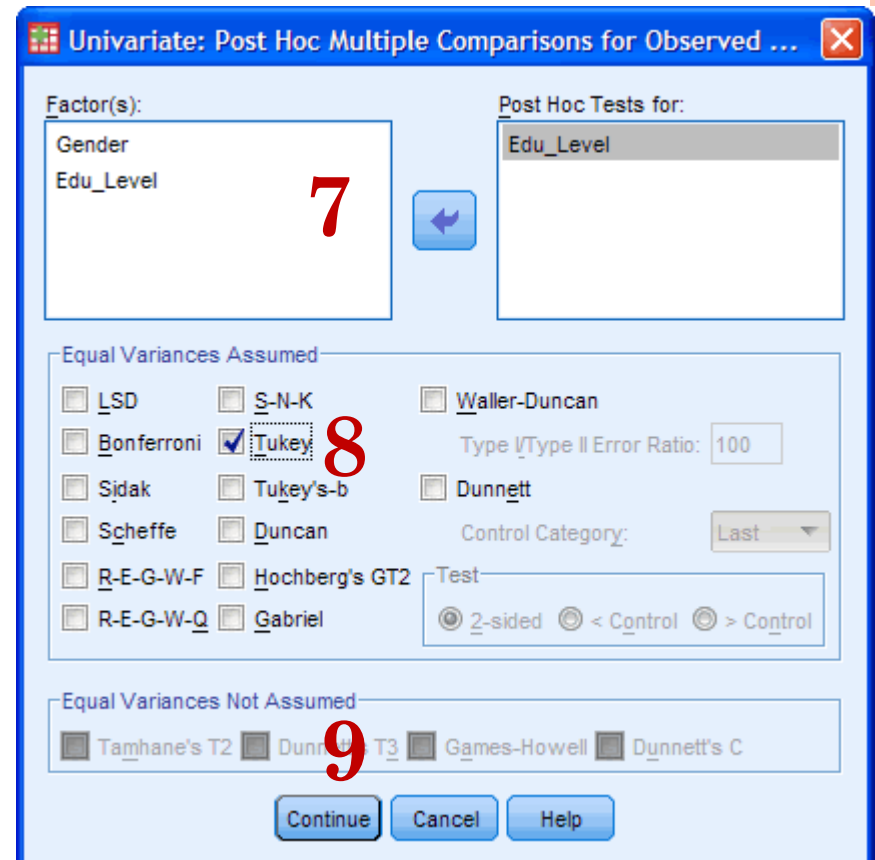 Univariate: Post Hoc Multiple Comparisons for Observed ...
Factor(s):
Post Hoc Tests for:
Gender
Edu_Level
Edu_Level
7
Equal Variances Assumed
LSD S-N-K Waller-Duncan
Bonferroni Tukey 8 Type I/Type II Error Ratio: 100
Sidak Tukey's-b Dunnett
Scheffe Duncan Control Category: Last
R-E-G-W-F Hochberg's GT2 Test
R-E-G-W-Q Gabriel 2-sided < Control > Control
Equal Variances Not Assumed
Tamhane's T2 Dunnett's T3 Games-Howell Dunnett's C
9
Continue Cancel Help